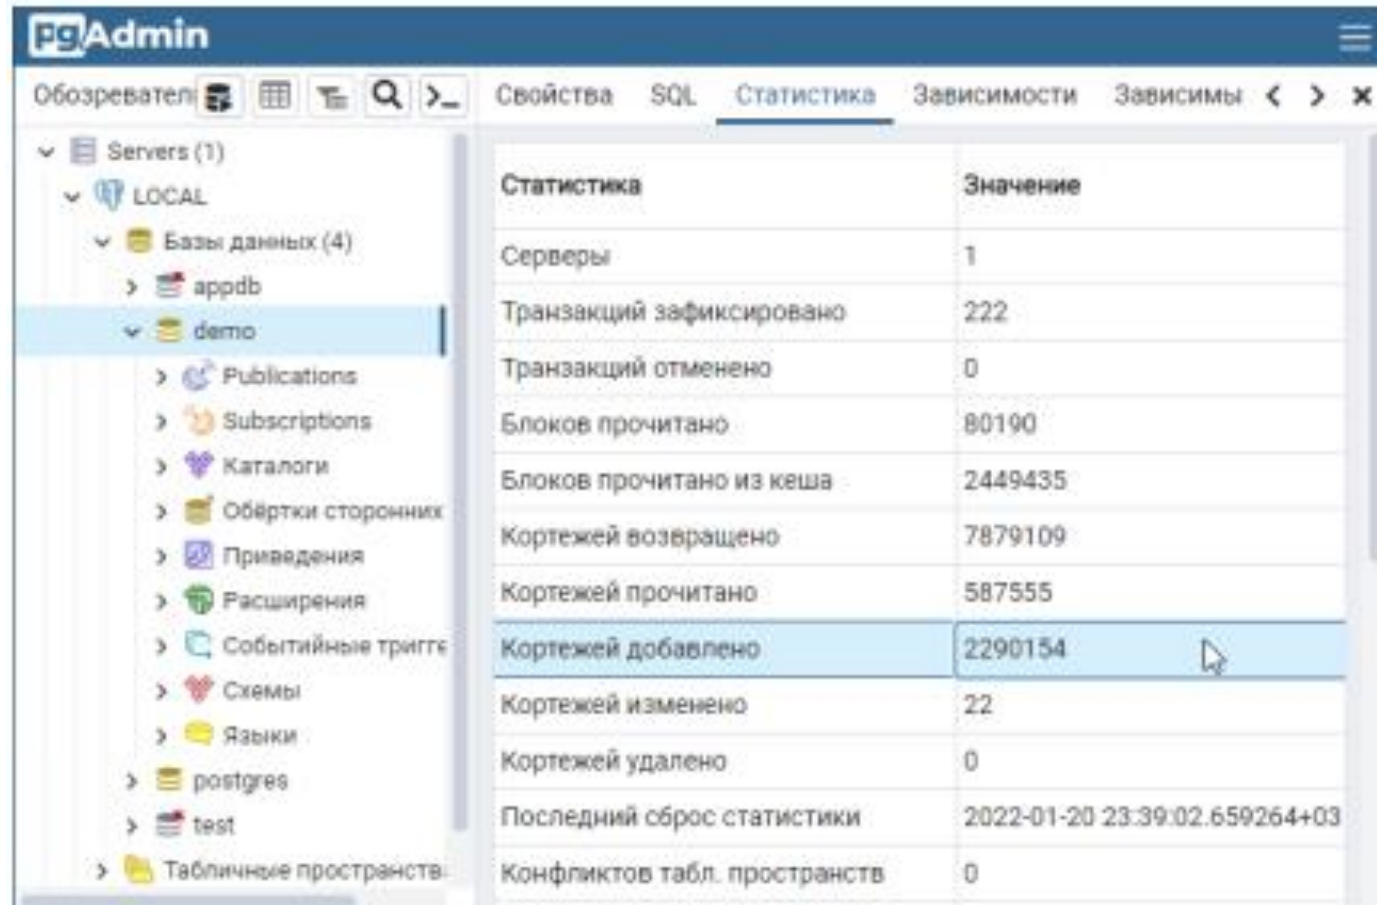 pgAdmin
Обозревател
Свойства SQL Статистика Зависимости Зависимы
Servers (1)
LOCAL
Базы данных (4)
appdb
demo
Publications
Subscriptions
Каталоги
Обёртки сторонних
Приведения
Расширения
Событийные тригге
Схемы
Языки
postgres
test
Табличные пространств
Статистика Значение
Серверы 1
Транзакций зафиксировано 222
Транзакций отменено 0
Блоков прочитано 80190
Блоков прочитано из кеша 2449435
Кортежей возвращено 7879109
Кортежей прочитано 587555
Кортежей добавлено 2290154
Кортежей изменено 22
Кортежей удалено 0
Последний сброс статистики 2022-01-20 23:39:02.659264+03
Конфликтов табл. пространств 0